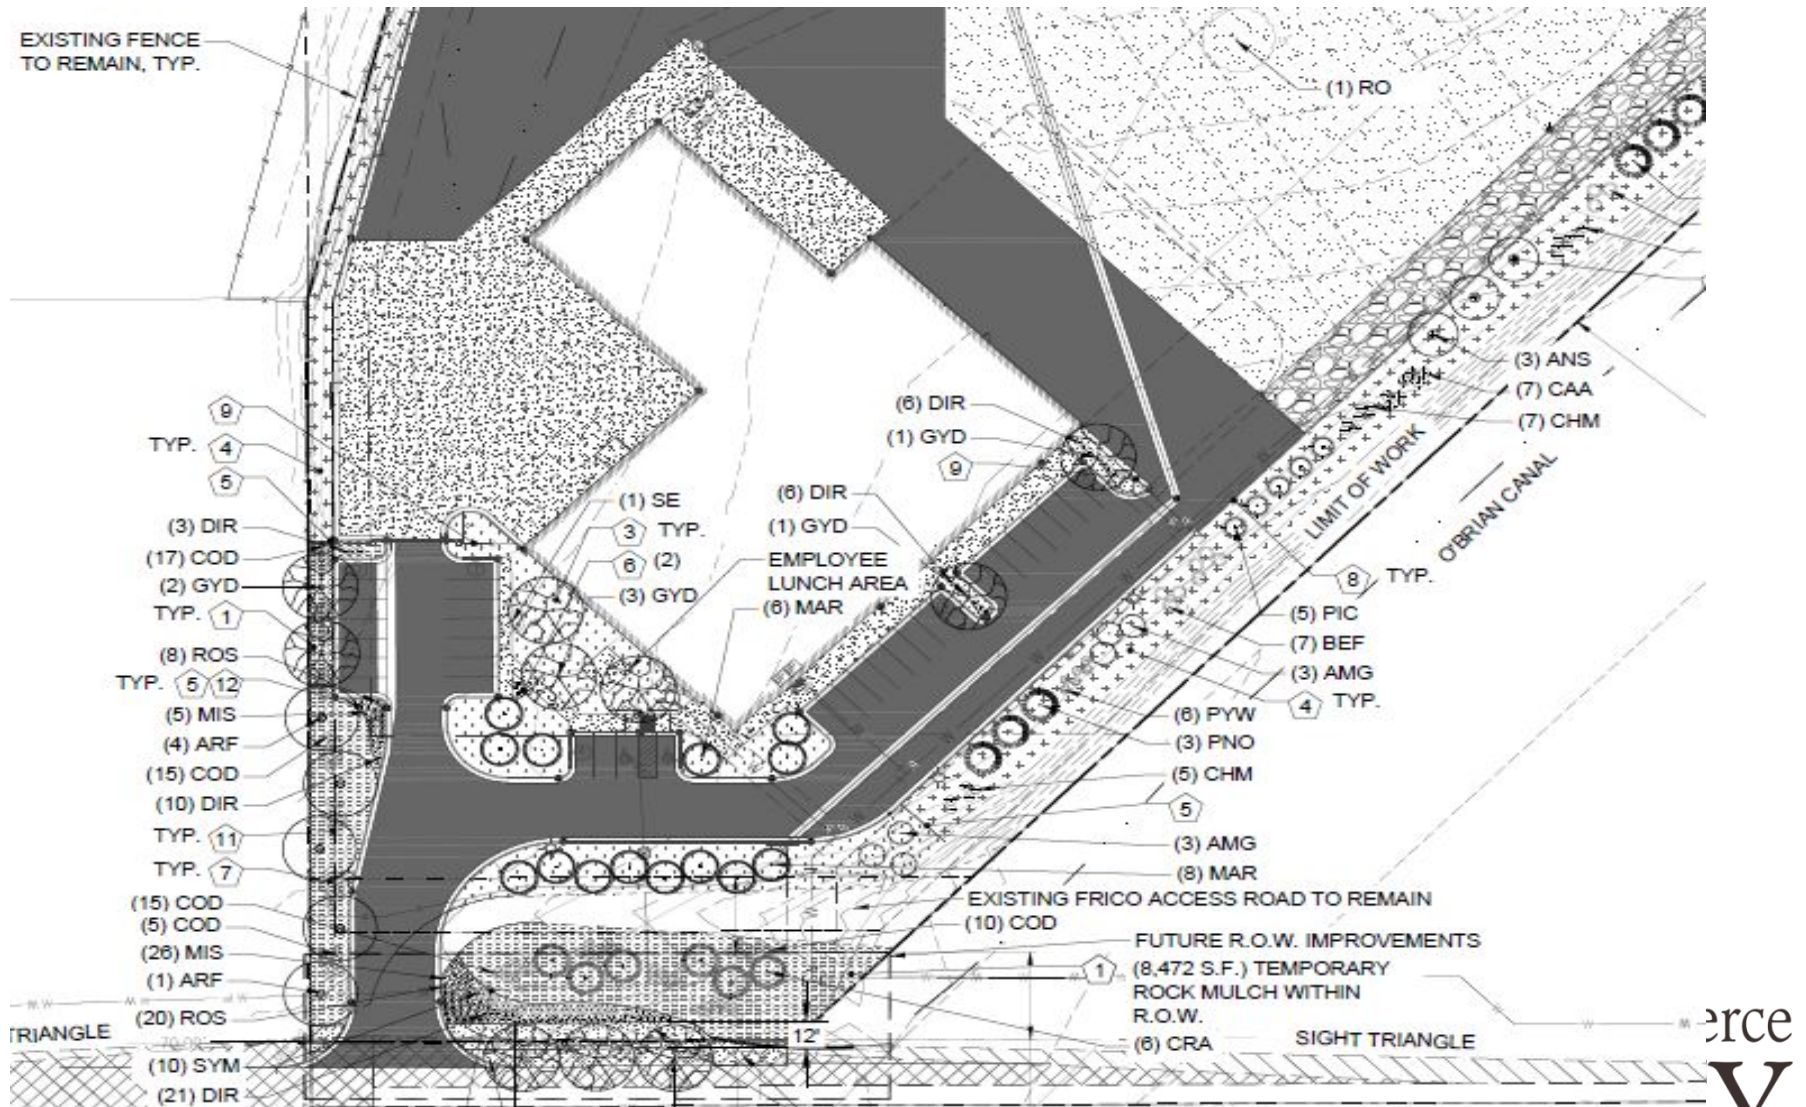 EXISTING FENCE
TO REMAIN, TYP.
(1) RO
(3) ANS
(7) CAA
(7) CHM
LIMIT OF WORK
O'BRIAN CANAL
9
TYP. 4
5
(3) DIR
(17) COD
(2) GYD
TYP. 1
(8) ROS
TYP. 5 12
(5) MIS
(4) ARF
(15) COD
(10) DIR
TYP. 11
TYP. 7
(15) COD
(5) COD
(26) MIS
(1) ARF
(20) ROS
TRIANGLE
(10) SYM
(21) DIR
(1) SE
3 TYP.
6 (2)
(3) GYD
(6) DIR
(1) GYD
9
(6) DIR
(1) GYD
EMPLOYEE
LUNCH AREA
(6) MAR
8 TYP.
(5) PIC
(7) BEF
(3) AMG
4 TYP.
(6) PYW
(3) PNO
(5) CHM
5
(3) AMG
(8) MAR
EXISTING FRICO ACCESS ROAD TO REMAIN
(10) COD
FUTURE R.O.W. IMPROVEMENTS
1 (8,472 S.F.) TEMPORARY
ROCK MULCH WITHIN
R.O.W.
(6) CRA
SIGHT TRIANGLE
12'
erce
Y